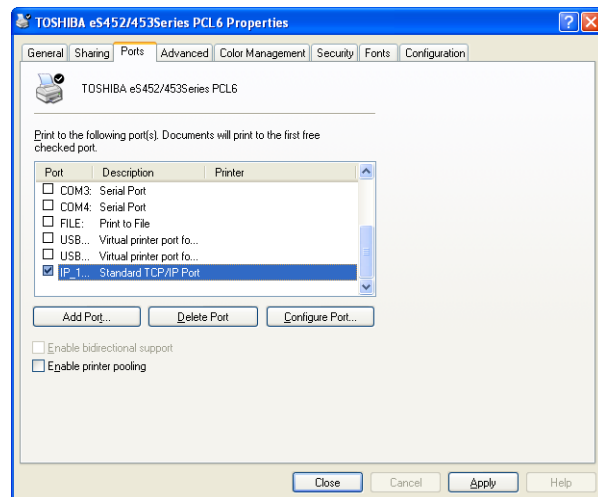 TOSHIBA eS452/453Series PCL6 Properties
General Sharing Ports Advanced Color Management Security Fonts Configuration
TOSHIBA eS452/453Series PCL6
Print to the following port(s). Documents will print to the first free
checked port.
Port Description Printer
COM3: Serial Port
COM4: Serial Port
FILE: Print to File
USB... Virtual printer port fo...
USB... Virtual printer port fo...
IP_1... Standard TCP/IP Port
Add Port... Delete Port Configure Port...
Enable bidirectional support
Enable printer pooling
Close Cancel Apply Help